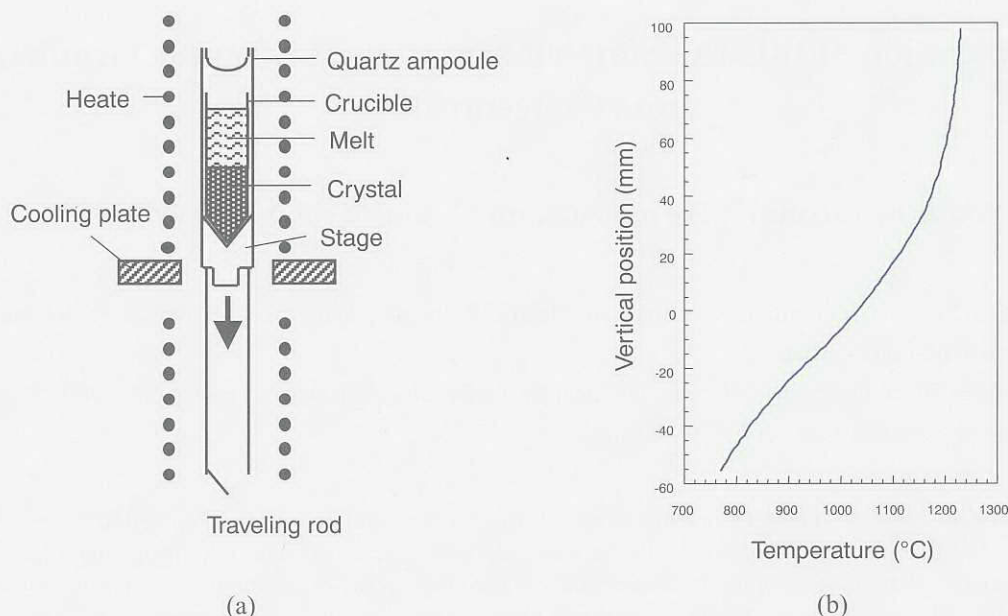 Quartz ampoule
Heate
Crucible
Melt
Crystal
Cooling plate
Stage
Traveling rod
(a)
100
80
60
40
20
0
-20
-40
-60
Vertical position (mm)
700 800 900 1000 1100 1200 1300
Temperature (°C)
(b)